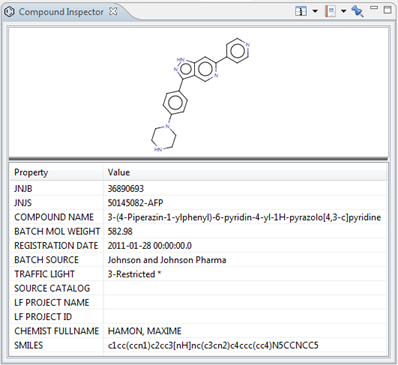 Compound Inspector
HN
N
N
N
N
N
HN
Property Value
JNJB 36890693
JNJS 50145082-AFP
COMPOUND NAME 3-(4-Piperazin-1-ylphenyl)-6-pyridin-4-yl-1H-pyrazolo[4,3-c]pyridine
BATCH MOL WEIGHT 582.98
REGISTRATION DATE 2011-01-28 00:00:00.0
BATCH SOURCE Johnson and Johnson Pharma
TRAFFIC LIGHT 3-Restricted *
SOURCE CATALOG
LF PROJECT NAME
LF PROJECT ID
CHEMIST FULLNAME HAMON, MAXIME
SMILES c1cc(ccn1)c2cc3[nH]nc(c3cn2)c4ccc(cc4)N5CCNCC5